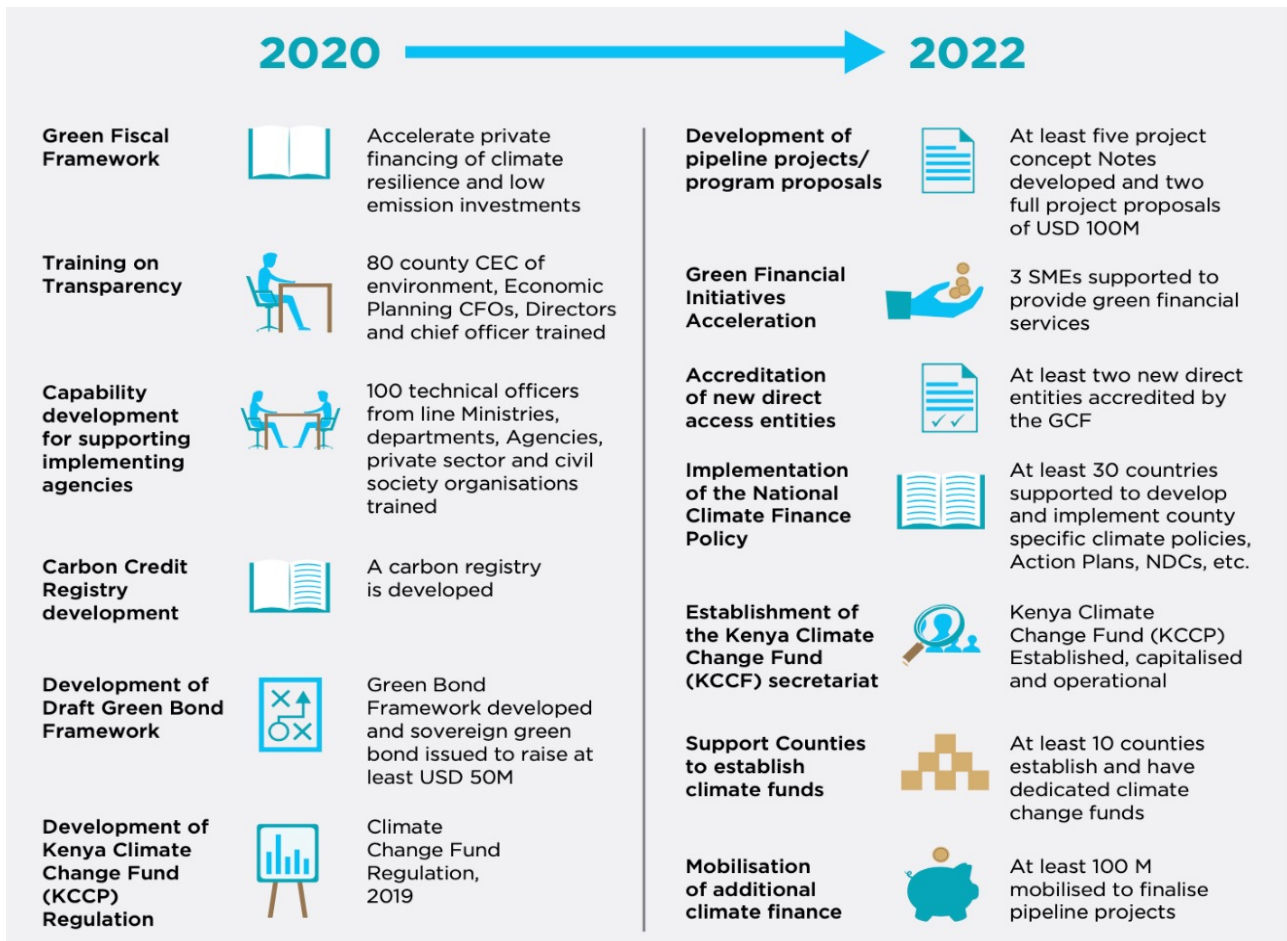 2020
2022
Green Fiscal
Framework
Accelerate private
financing of climate
resilience and low
emission investments
Training on
Transparency
80 county CEC of
environment, Economic
Planning CFOs, Directors
and chief officer trained
Capability
development
for supporting
implementing
agencies
100 technical officers
from line Ministries,
departments, Agencies,
private sector and civil
society organisations
trained
Carbon Credit
Registry
development
A carbon registry
is developed
Development of
Draft Green Bond
Framework
Green Bond
Framework developed
and sovereign green
bond issued to raise at
least USD 50M
Development of
Kenya Climate
Change Fund
(KCCP)
Regulation
Climate
Change Fund
Regulation,
2019
Development of
pipeline projects/
program proposals
At least five project
concept Notes
developed and two
full project proposals
of USD 100M
Green Financial
Initiatives
Acceleration
3 SMEs supported to
provide green financial
services
Accreditation
of new direct
access entities
At least two new direct
entities accredited by
the GCF
Implementation
of the National
Climate Finance
Policy
At least 30 countries
supported to develop
and implement county
specific climate policies,
Action Plans, NDCs, etc.
Establishment of
the Kenya Climate
Change Fund
(KCCF) secretariat
Kenya Climate
Change Fund (KCCP)
Established, capitalised
and operational
Support Counties
to establish
climate funds
At least 10 counties
establish and have
dedicated climate
change funds
Mobilisation
of additional
climate finance
At least 100 M
mobilised to finalise
pipeline projects